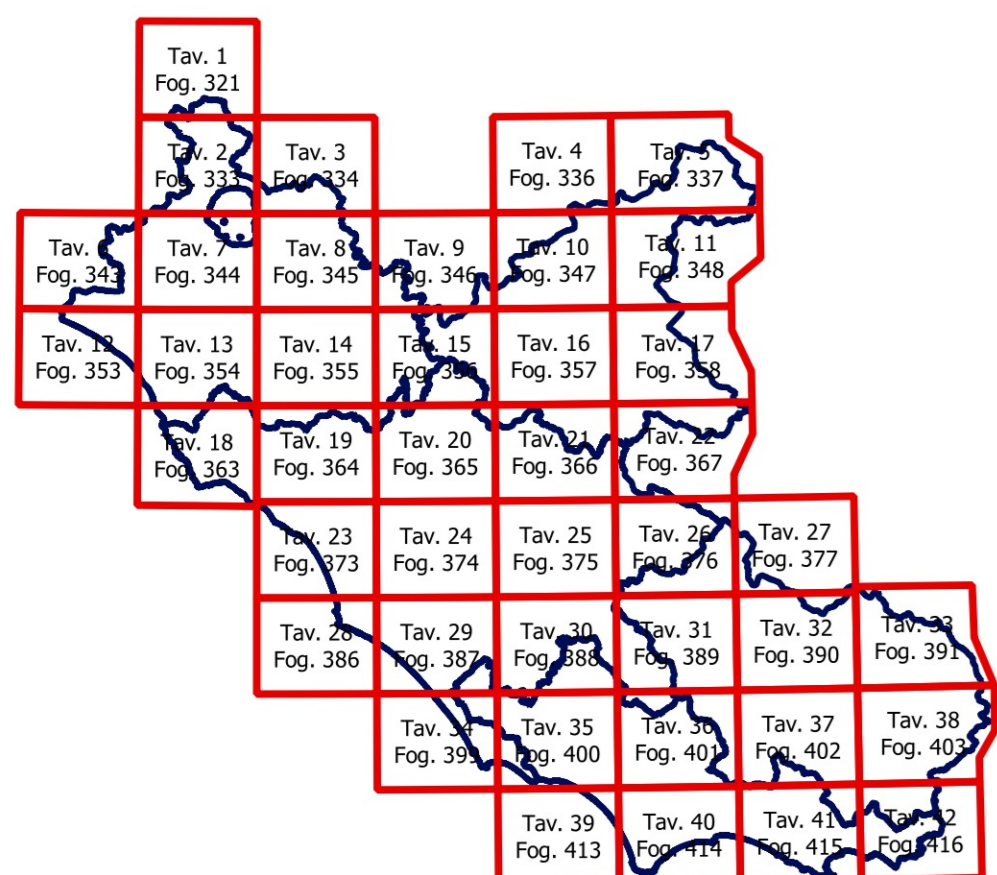 Tav. 1
Fog. 321
Tav. 2
Fog. 333
Tav. 3
Fog. 334
Tav. 4
Fog. 336
Tav. 5
Fog. 337
Tav. 6
Fog. 343
Tav. 7
Fog. 344
Tav. 8
Fog. 345
Tav. 9
Fog. 346
Tav. 10
Fog. 347
Tav. 11
Fog. 348
Tav. 12
Fog. 353
Tav. 13
Fog. 354
Tav. 14
Fog. 355
Tav. 15
Fog. 356
Tav. 16
Fog. 357
Tav. 17
Fog. 358
Tav. 18
Fog. 363
Tav. 19
Fog. 364
Tav. 20
Fog. 365
Tav. 21
Fog. 366
Tav. 22
Fog. 367
Tav. 23
Fog. 373
Tav. 24
Fog. 374
Tav. 25
Fog. 375
Tav. 26
Fog. 376
Tav. 27
Fog. 377
Tav. 28
Fog. 386
Tav. 29
Fog. 387
Tav. 30
Fog. 388
Tav. 31
Fog. 389
Tav. 32
Fog. 390
Tav. 33
Fog. 391
Tav. 34
Fog. 399
Tav. 35
Fog. 400
Tav. 36
Fog. 401
Tav. 37
Fog. 402
Tav. 38
Fog. 403
Tav. 39
Fog. 413
Tav. 40
Fog. 414
Tav. 41
Fog. 415
Tav. 42
Fog. 416